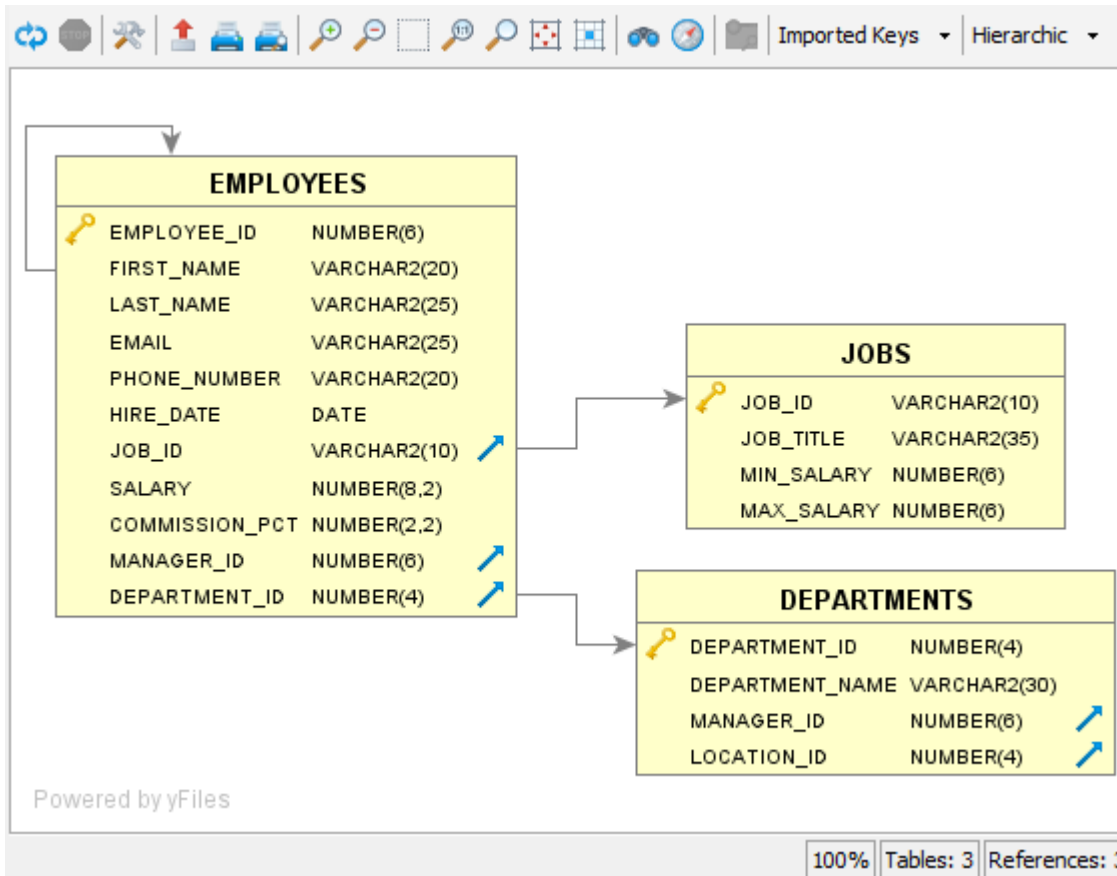 STOP 1:1 Imported Keys Hierarchic
EMPLOYEES
EMPLOYEE_ID NUMBER(6)
FIRST_NAME VARCHAR2(20)
LAST_NAME VARCHAR2(25)
EMAIL VARCHAR2(25)
PHONE_NUMBER VARCHAR2(20)
HIRE_DATE DATE
JOB_ID VARCHAR2(10)
SALARY NUMBER(8,2)
COMMISSION_PCT NUMBER(2,2)
MANAGER_ID NUMBER(6)
DEPARTMENT_ID NUMBER(4)
JOBS
JOB_ID VARCHAR2(10)
JOB_TITLE VARCHAR2(35)
MIN_SALARY NUMBER(6)
MAX_SALARY NUMBER(6)
DEPARTMENTS
DEPARTMENT_ID NUMBER(4)
DEPARTMENT_NAME VARCHAR2(30)
MANAGER_ID NUMBER(6)
LOCATION_ID NUMBER(4)
Powered by yFiles
100% Tables: 3 References: